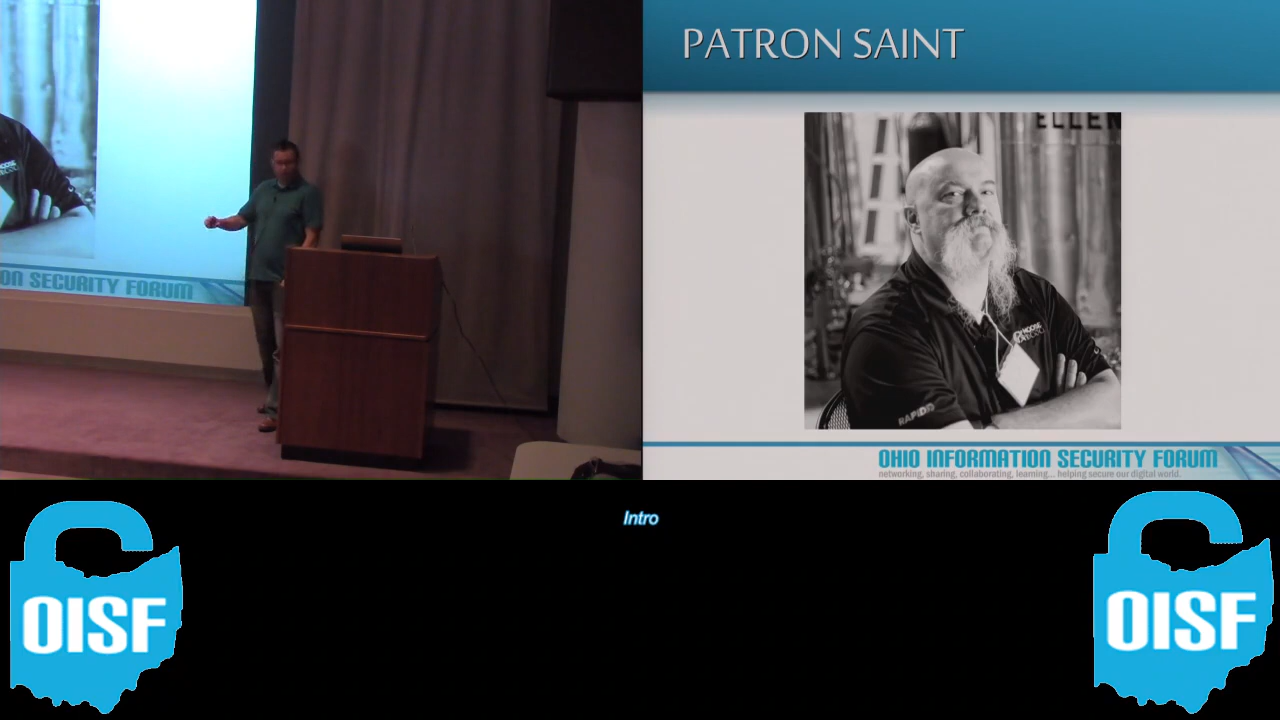 PATRON SAINT
ELLEN
RAPID7
ON SECURITY FORUM
OHIO INFORMATION SECURITY FORUM
networking, sharing, collaborating, learning... helping secure our digital world.
Intro
OISF
OISF